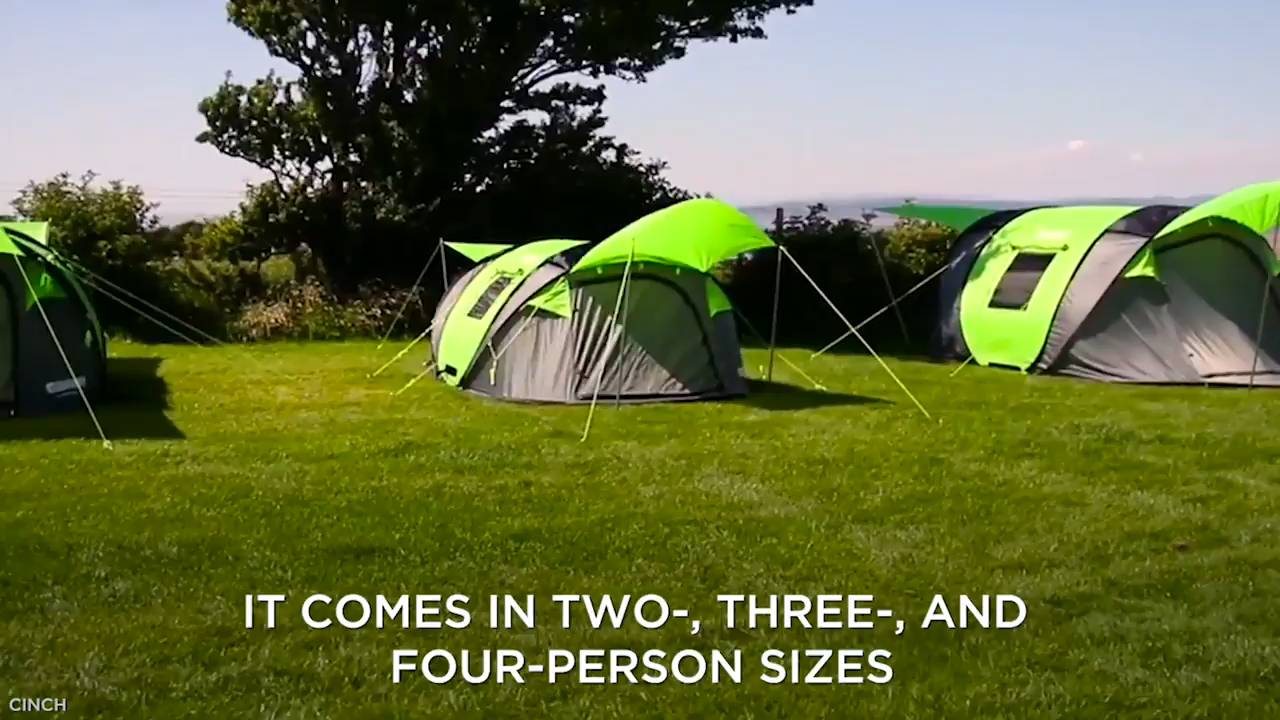 IT COMES IN TWO-, THREE-, AND
FOUR-PERSON SIZES
CINCH